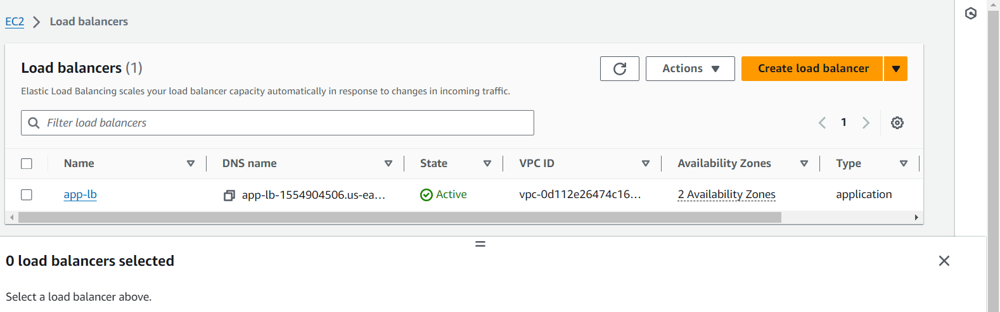 EC2 > Load balancers
Load balancers (1)
Actions
Create load balancer
Elastic Load Balancing scales your load balancer capacity automatically in response to changes in incoming traffic.
Filter load balancers
1
Name DNS name State VPC ID Availability Zones Type
app-lb app-lb-1554904506.us-ea... Active vpc-0d112e26474c16... 2 Availability Zones application
0 load balancers selected
Select a load balancer above.